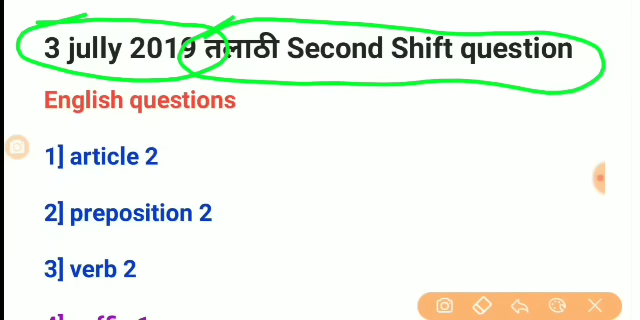 3 jully 2019 तलाठी Second Shift question
English questions
1] article 2
2] preposition 2
3] verb 2